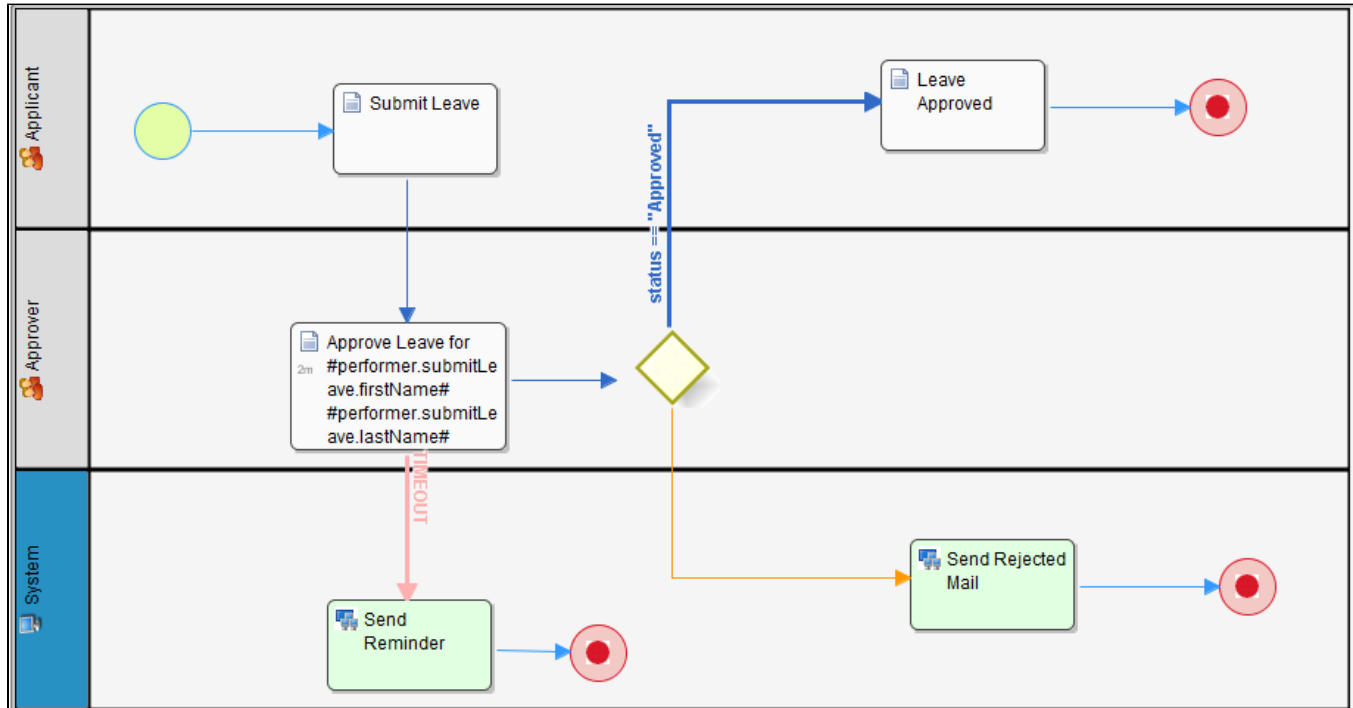 Applicant
Submit Leave
Leave
Approved
status == "Approved"
Approver
2m
Approve Leave for
#performer.submitLe
ave.firstName#
#performer.submitLe
ave.lastName#
TIMEOUT
System
Send
Reminder
Send Rejected
Mail